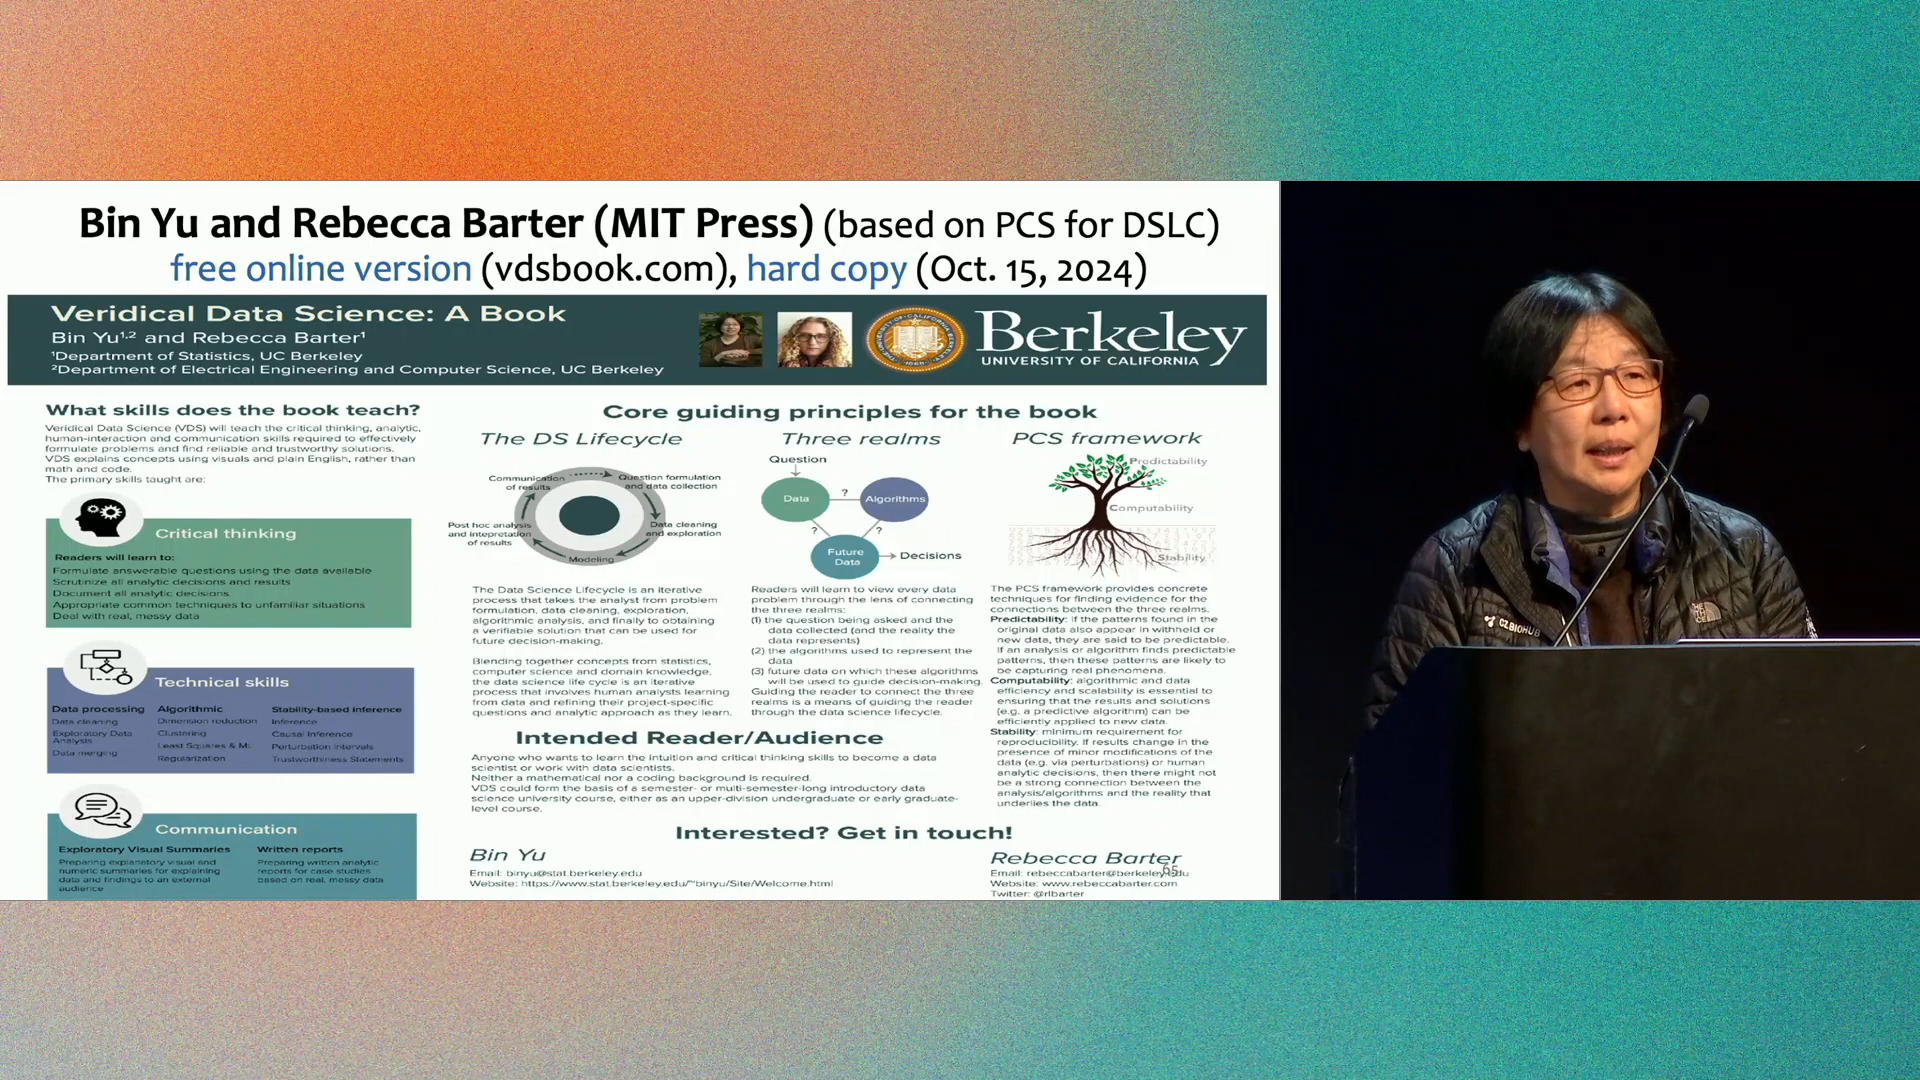 Bin Yu and Rebecca Barter (MIT Press) (based on PCS for DSLC)
free online version (vdsbook.com), hard copy (Oct. 15, 2024)
Veridical Data Science: A Book
Bin Yu1,2 and Rebecca Barter1
1Department of Statistics, UC Berkeley
2Department of Electrical Engineering and Computer Science, UC Berkeley
Berkeley
UNIVERSITY OF CALIFORNIA
What skills does the book teach?
Veridical Data Science (VDS) will teach the critical thinking, analytic,
human-interaction and communication skills required to effectively
formulate problems and find reliable and trustworthy solutions.
VDS explains concepts using visuals and plain English, rather than
math and code.
The primary skills taught are:
Critical thinking
Readers will learn to:
Formulate answerable questions using the data available
Scrutinize all analytic decisions and results
Document all analytic decisions
Appropriate common techniques to unfamiliar situations
Deal with real, messy data
Technical skills
Data processing
Data cleaning
Exploratory Data
Analysis
Data merging
Algorithmic
Dimension reduction
Clustering
Least Squares & ML
Regularization
Stability-based inference
Inference
Causal Inference
Perturbation intervals
Trustworthiness Statements
Communication
Exploratory Visual Summaries
Preparing explanatory visual and
numeric summaries for explaining
data and findings to an external
audience
Written reports
Preparing written analytic
reports for case studies
based on real, messy data
Core guiding principles for the book
The DS Lifecycle
Communication
of results
Question formulation
and data collection
Post hoc analysis
and intepretation
of results
Data cleaning
and exploration
Modeling
The Data Science Lifecycle is an iterative
process that takes the analyst from problem
formulation, data cleaning, exploration,
algorithmic analysis, and finally to obtaining
a verifiable solution that can be used for
future decision-making.
Blending together concepts from statistics,
computer science and domain knowledge,
the data science life cycle is an iterative
process that involves human analysts learning
from data and refining their project-specific
questions and analytic approach as they learn.
Three realms
Question
Data
?
Algorithms
?
?
Future
Data
Decisions
Readers will learn to view every data
problem through the lens of connecting
the three realms:
(1) the question being asked and the
data collected (and the reality the
data represents)
(2) the algorithms used to represent the
data
(3) future data on which these algorithms
will be used to guide decision-making.
Guiding the reader to connect the three
realms is a means of guiding the reader
through the data science lifecycle.
PCS framework
Predictability
Computability
Stability
The PCS framework provides concrete
techniques for finding evidence for the
connections between the three realms.
Predictability: if the patterns found in the
original data also appear in withheld or
new data, they are said to be predictable.
If an analysis or algorithm finds predictable
patterns, then these patterns are likely to
be capturing real phenomena.
Computability: algorithmic and data
efficiency and scalability is essential to
ensuring that the results and solutions
(e.g. a predictive algorithm) can be
efficiently applied to new data.
Stability: minimum requirement for
reproducibility. If results change in the
presence of minor modifications of the
data (e.g. via perturbations) or human
analytic decisions, then there might not
be a strong connection between the
analysis/algorithms and the reality that
underlies the data.
Intended Reader/Audience
Anyone who wants to learn the intuition and critical thinking skills to become a data
scientist or work with data scientists.
Neither a mathematical nor a coding background is required.
VDS could form the basis of a semester- or multi-semester-long introductory data
science university course, either as an upper-division undergraduate or early graduate-
level course.
Interested? Get in touch!
Bin Yu
Email: binyu@stat.berkeley.edu
Website: https://www.stat.berkeley.edu/~binyu/Site/Welcome.html
Rebecca Barter
Email: rebeccabarter@berkeley.edu
Website: www.rebeccabarter.com
Twitter: @rlbarter
65
CZ BIOHUB
THE
NORTH
FACE